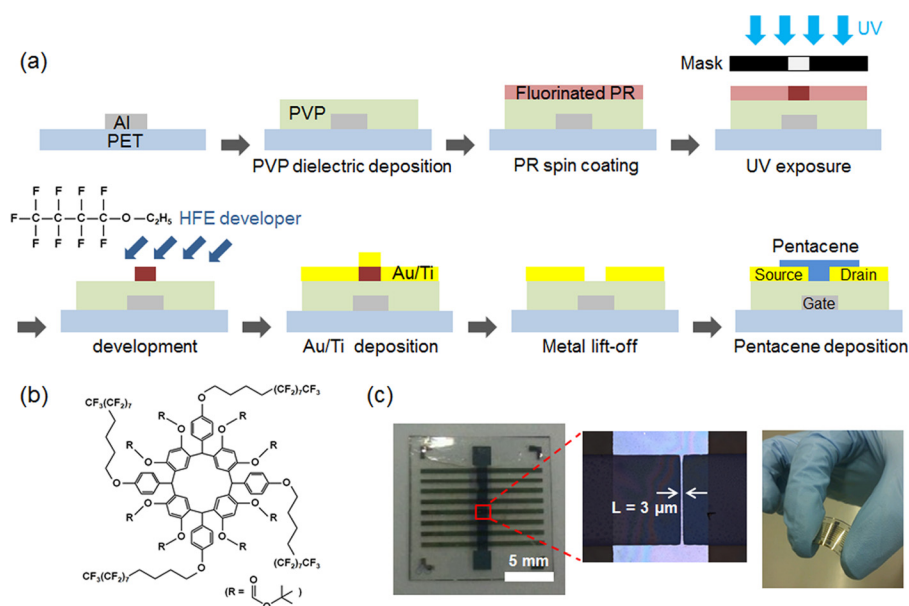 (a)
UV
Mask
Al
PET
PVP
Fluorinated PR
PVP dielectric deposition
PR spin coating
UV exposure
F F F F
F—C—C—C—C—O—C₂H₅
F F F F
HFE developer
Au/Ti
Pentacene
Source
Drain
Gate
development
Au/Ti deposition
Metal lift-off
Pentacene deposition
(b)
CF₃(CF₂)₇
(CF₂)₇CF₃
O
R R
R O O R
O O
O O
R O O R
R R
O
CF₃(CF₂)₇
(CF₂)₇CF₃
O
(R = O )
O
(c)
L = 3 µm
5 mm